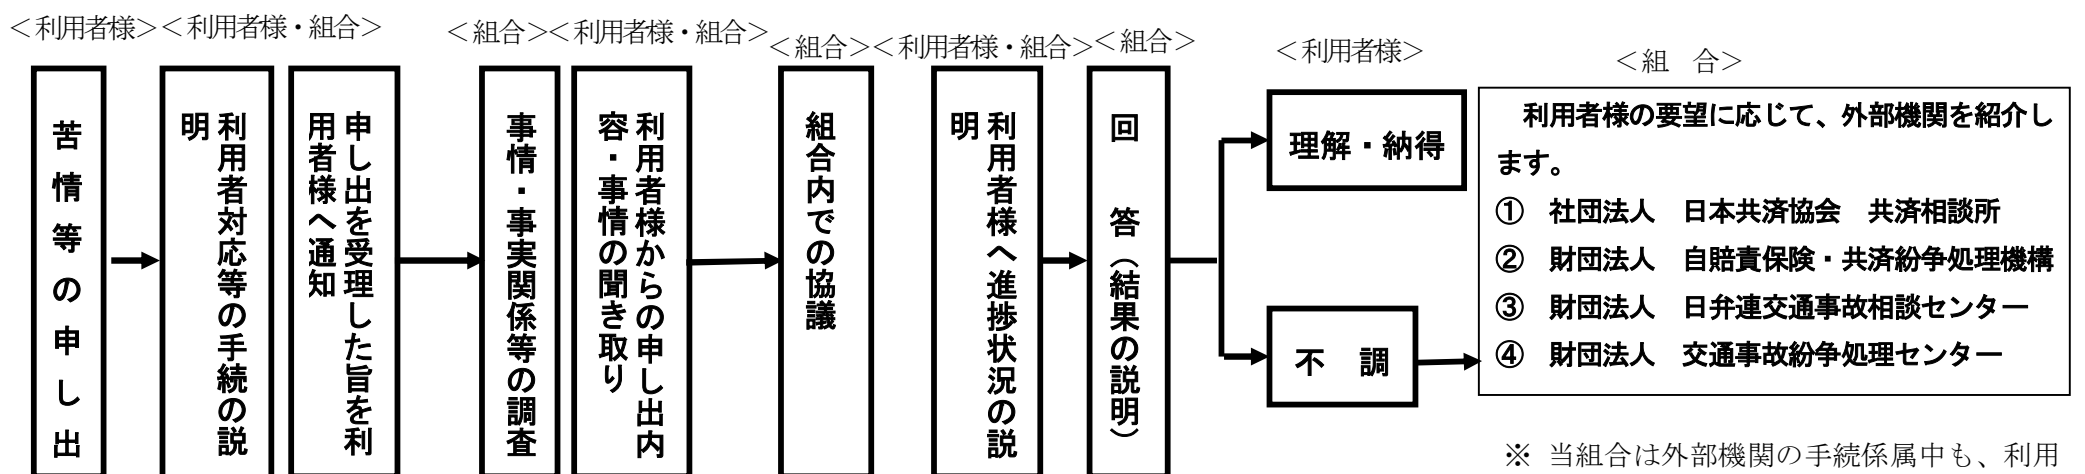 ＜利用者様＞
＜利用者様・組合＞
＜組合＞
＜利用者様・組合＞
＜組合＞
＜利用者様・組合＞
＜組合＞
＜利用者様＞
＜組　合＞
苦情等の申し出
利用者対応等の手続の説
明
申し出を受理した旨を利
用者様へ通知
事情・事実関係等の調査
利用者様からの申し出内
容・事情の聞き取り
組合内での協議
利用者様へ進捗状況の説
明
回　答（結果の説明）
理解・納得
不　調
利用者様の要望に応じて、外部機関を紹介し
ます。
①　社団法人　日本共済協会　共済相談所
②　財団法人　自賠責保険・共済紛争処理機構
③　財団法人　日弁連交通事故相談センター
④　財団法人　交通事故紛争処理センター
※ 当組合は外部機関の手続係属中も、利用